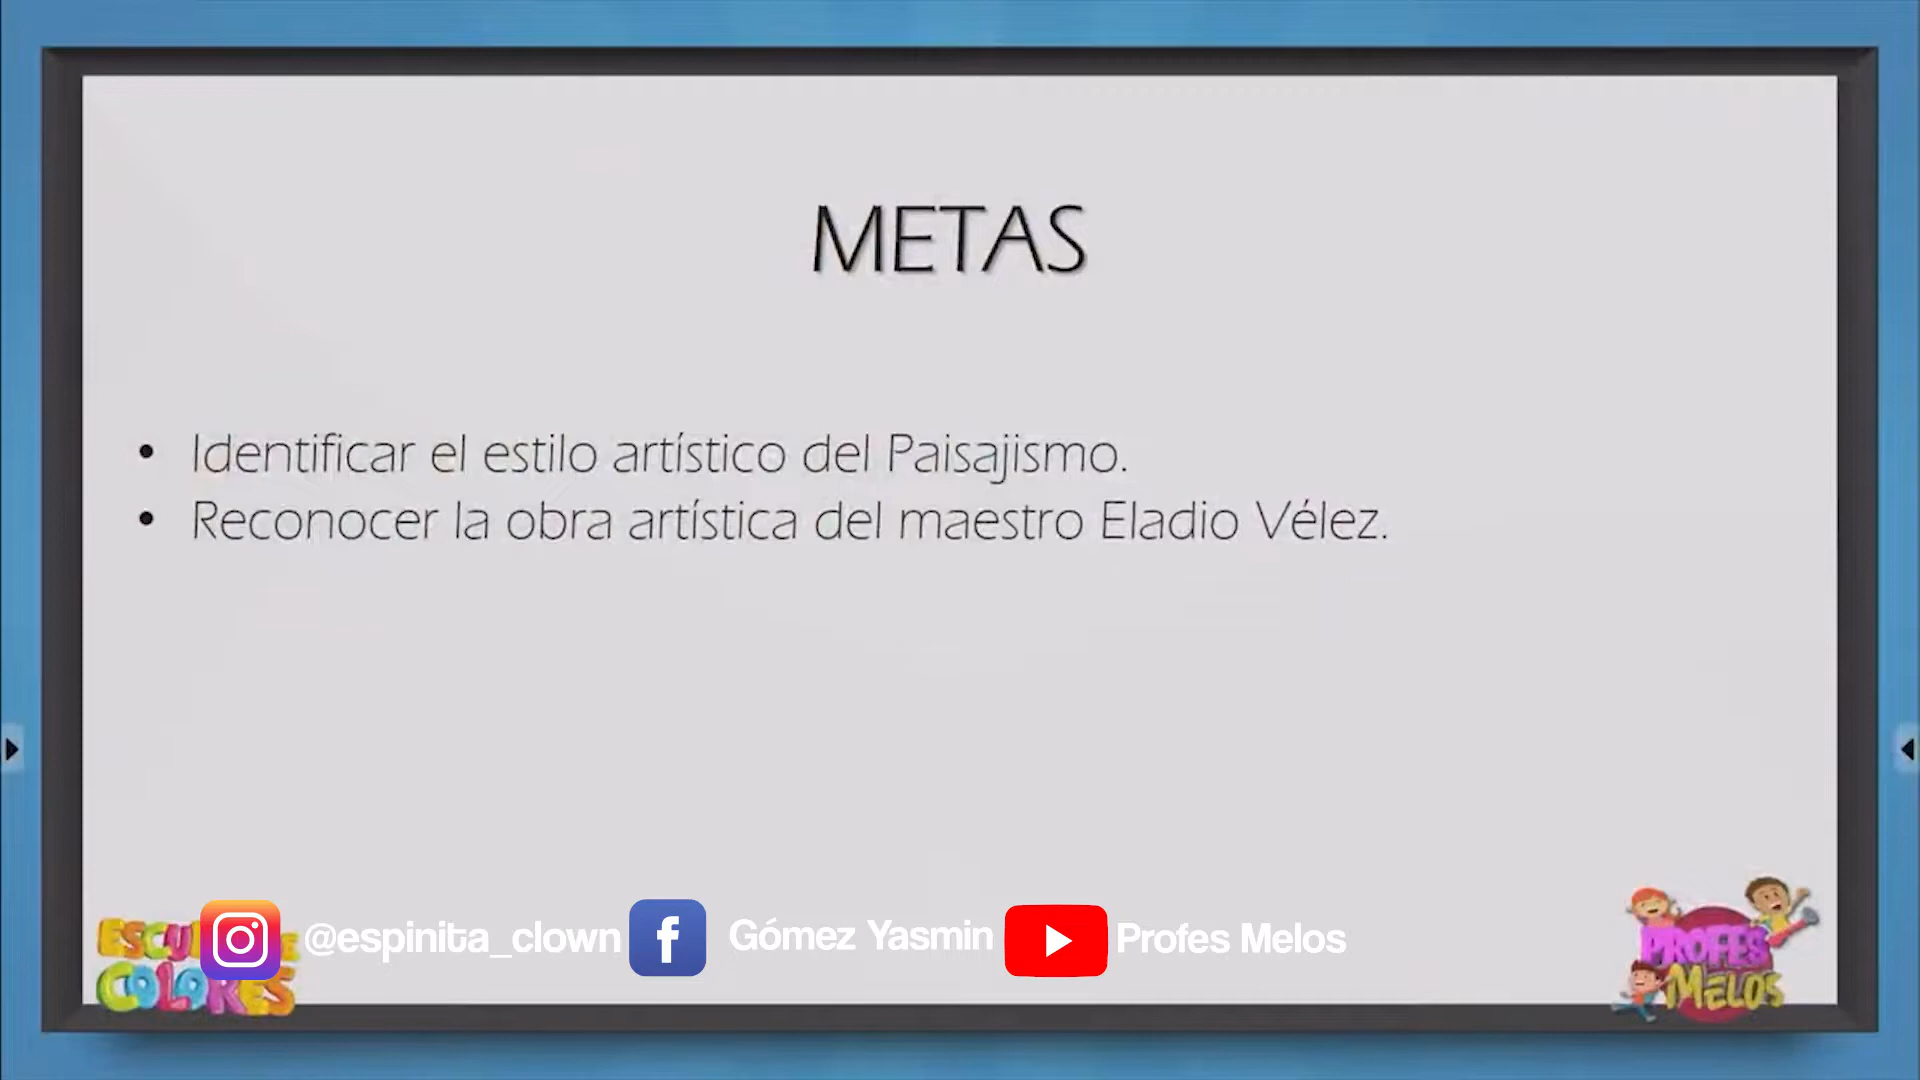 METAS
• Identificar el estilo artístico del Paisajismo.
• Reconocer la obra artística del maestro Eladio Vélez.
@espinita_clown
Gómez Yasmin
Profes Melos
COLORES
PROFES
MELOS